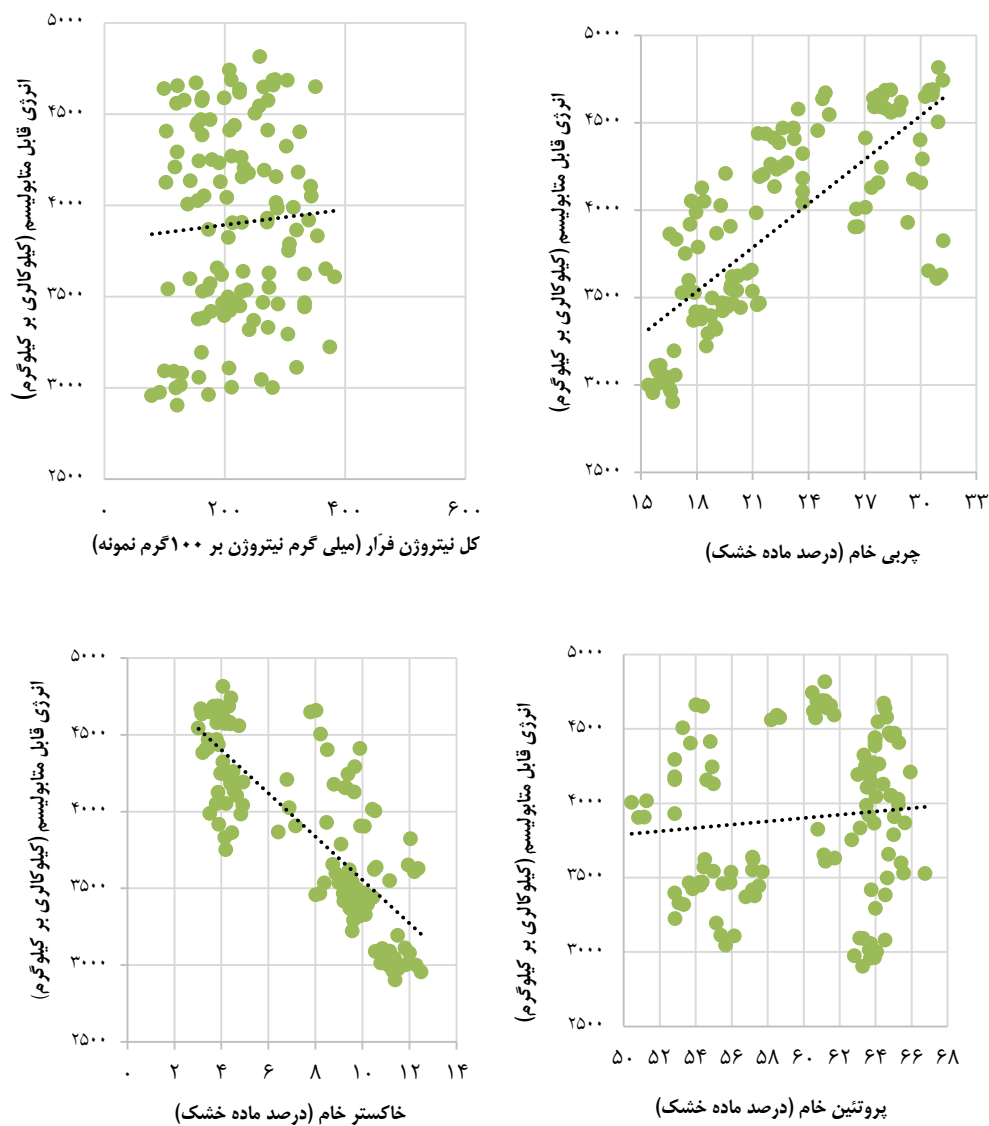 ۵۰۰۰
۴۵۰۰
۴۰۰۰
۳۵۰۰
۳۰۰۰
۲۵۰۰
انرژی قابل متابولیسم (کیلوکالری بر کیلوگرم)
۰ ۲۰۰ ۴۰۰ ۶۰۰
کل نیتروژن فرّار (میلی گرم نیتروژن بر ۱۰۰گرم نمونه)
۵۰۰۰
۴۵۰۰
۴۰۰۰
۳۵۰۰
۳۰۰۰
۲۵۰۰
انرژی قابل متابولیسم (کیلوکالری بر کیلوگرم)
۱۵ ۱۸ ۲۱ ۲۴ ۲۷ ۳۰ ۳۳
چربی خام (درصد ماده خشک)
۵۰۰۰
۴۵۰۰
۴۰۰۰
۳۵۰۰
۳۰۰۰
۲۵۰۰
انرژی قابل متابولیسم (کیلوکالری بر کیلوگرم)
۰ ۲ ۴ ۶ ۸ ۱۰ ۱۲ ۱۴
خاکستر خام (درصد ماده خشک)
۵۰۰۰
۴۵۰۰
۴۰۰۰
۳۵۰۰
۳۰۰۰
۲۵۰۰
انرژی قابل متابولیسم (کیلوکالری بر کیلوگرم)
۵۰ ۵۲ ۵۴ ۵۶ ۵۸ ۶۰ ۶۲ ۶۴ ۶۶ ۶۸
پروتئین خام (درصد ماده خشک)